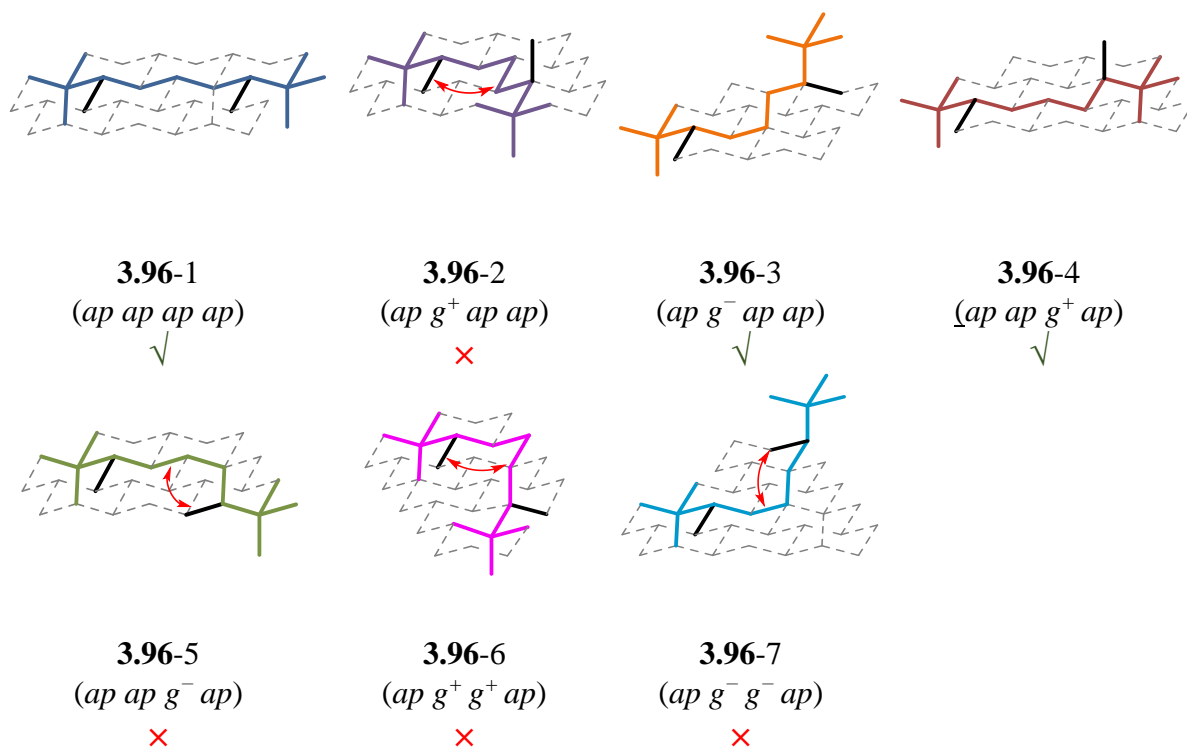 3.96-1 3.96-2 3.96-3 3.96-4
(ap ap ap ap) (ap g⁺ ap ap) (ap g⁻ ap ap) (ap ap g⁺ ap)
√ × √ √
3.96-5 3.96-6 3.96-7
(ap ap g⁻ ap) (ap g⁺ g⁺ ap) (ap g⁻ g⁻ ap)
× × ×